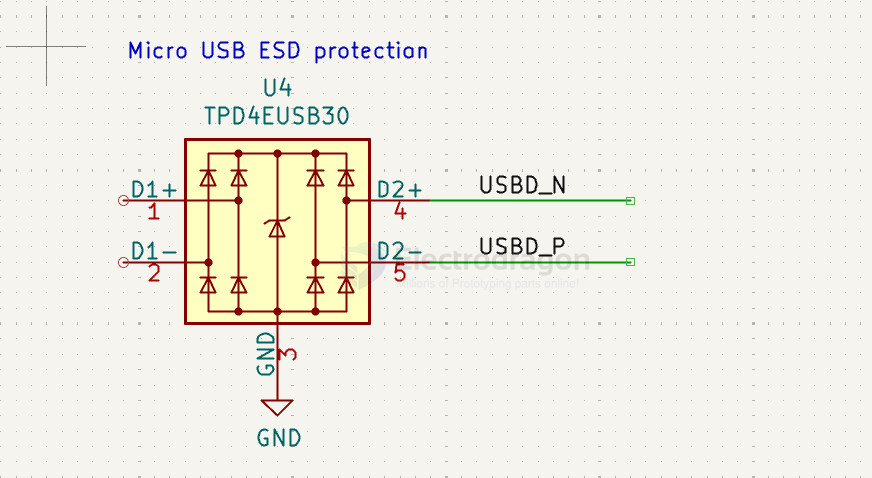 Micro USB ESD protection
U4
TPD4EUSB30
D1+
1
D2+
4
USBD_N
D1-
2
D2-
5
USBD_P
Electrodragon
Millions of Prototyping parts online!
GND
3
GND